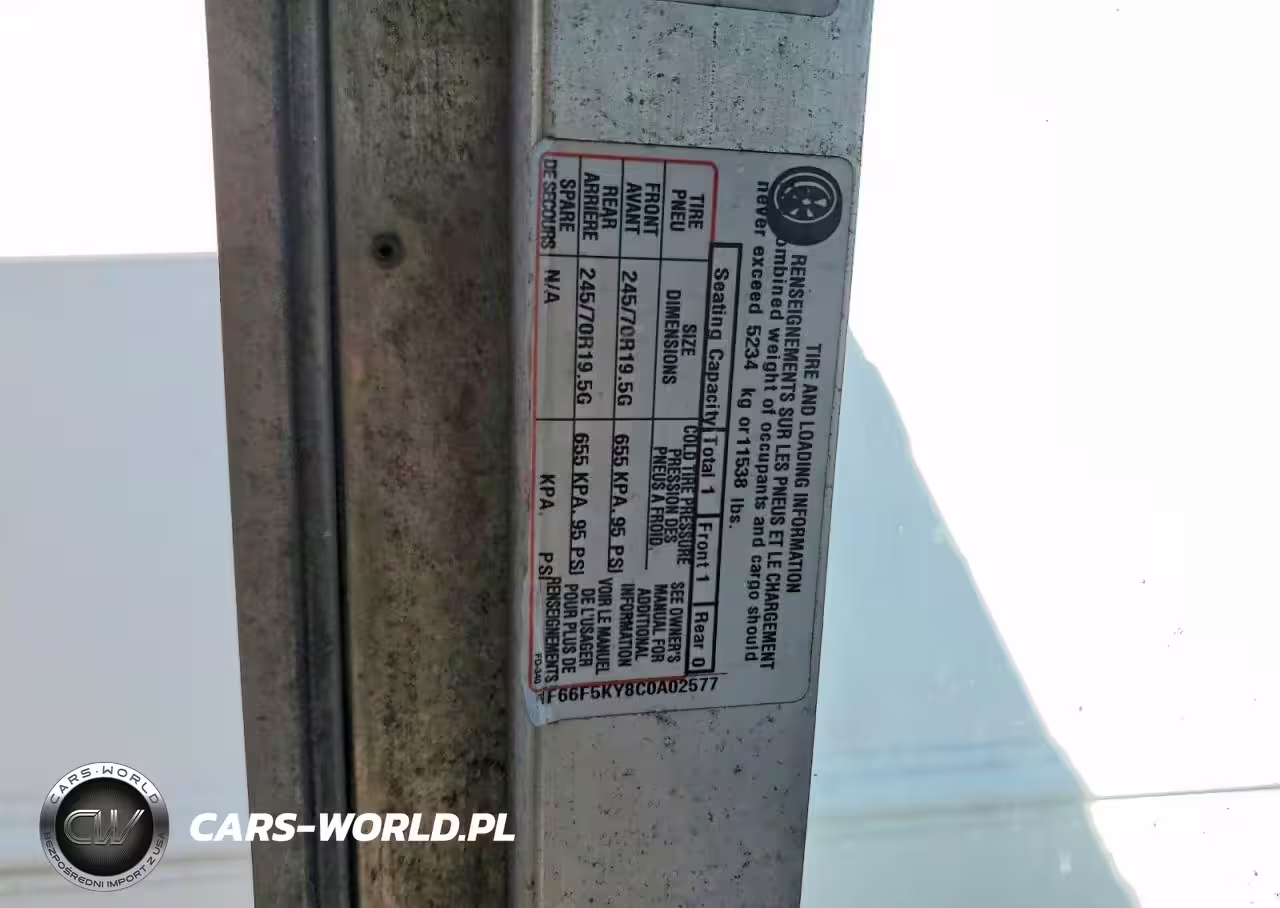 TIRE AND LOADING INFORMATION
RENSEIGNEMENTS SUR LES PNEUS ET LE CHARGEMENT
ombined weight of occupants and cargo should
never exceed 5234 kg or 11538 lbs.
Seating Capacity Total 1 Front 1 Rear 0
TIRE
PNEU
SIZE
DIMENSIONS
COLD TIRE PRESSURE
PRESSION DES
PNEUS A FROID.
FRONT
AVANT
245/70R19.5G
655 KPA. 95 PSI
REAR
ARRIÈRE
245/70R19.5G
655 KPA. 95 PSI
SPARE
DE SECOURS
N/A
KPA. PSI
SEE OWNER'S
MANUAL FOR
ADDITIONAL
INFORMATION
VOIR LE MANUEL
DE L'USAGER
POUR PLUS DE
RENSEIGNEMENTS
PD-340
1F66F5KY8C0A02577
CARS-WORLD
CW
BEZPOŚREDNI IMPORT Z USA
CARS-WORLD.PL